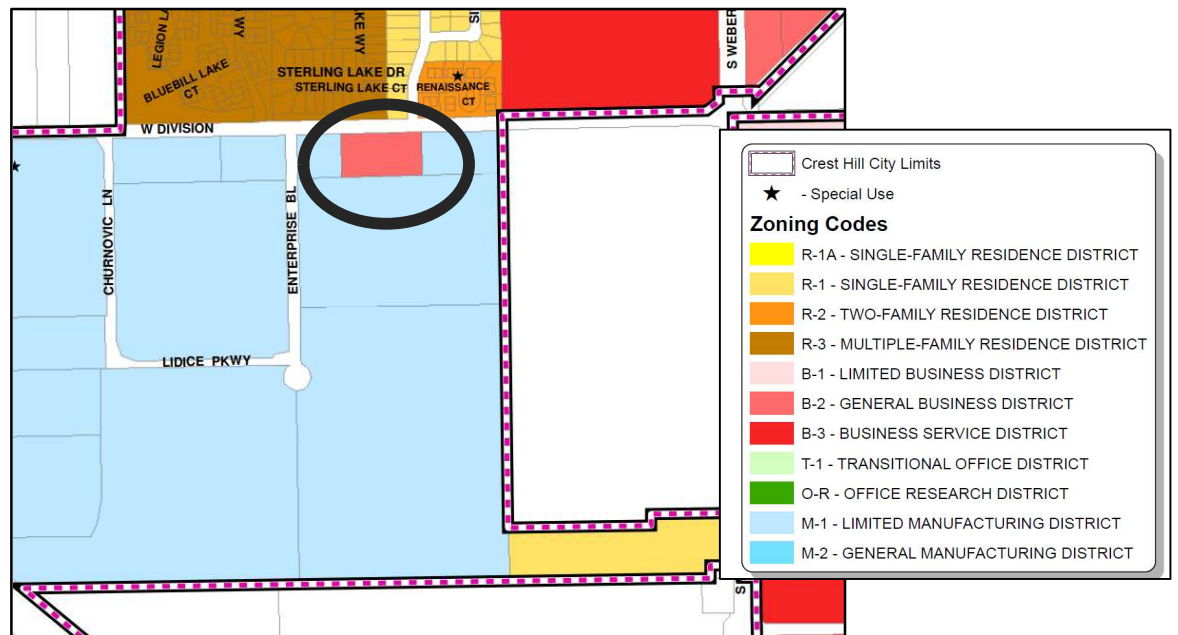 LEGION L
WY
BLUEBILL LAKE
CT
KE WY
STERLING LAKE DR
STERLING LAKE CT
RENAISSANCE
CT
S WEBER
W DIVISION
CHURNOVIC LN
ENTERPRISE BL
LIDICE PKWY
S
Crest Hill City Limits
- Special Use
Zoning Codes
R-1A - SINGLE-FAMILY RESIDENCE DISTRICT
R-1 - SINGLE-FAMILY RESIDENCE DISTRICT
R-2 - TWO-FAMILY RESIDENCE DISTRICT
R-3 - MULTIPLE-FAMILY RESIDENCE DISTRICT
B-1 - LIMITED BUSINESS DISTRICT
B-2 - GENERAL BUSINESS DISTRICT
B-3 - BUSINESS SERVICE DISTRICT
T-1 - TRANSITIONAL OFFICE DISTRICT
O-R - OFFICE RESEARCH DISTRICT
M-1 - LIMITED MANUFACTURING DISTRICT
M-2 - GENERAL MANUFACTURING DISTRICT